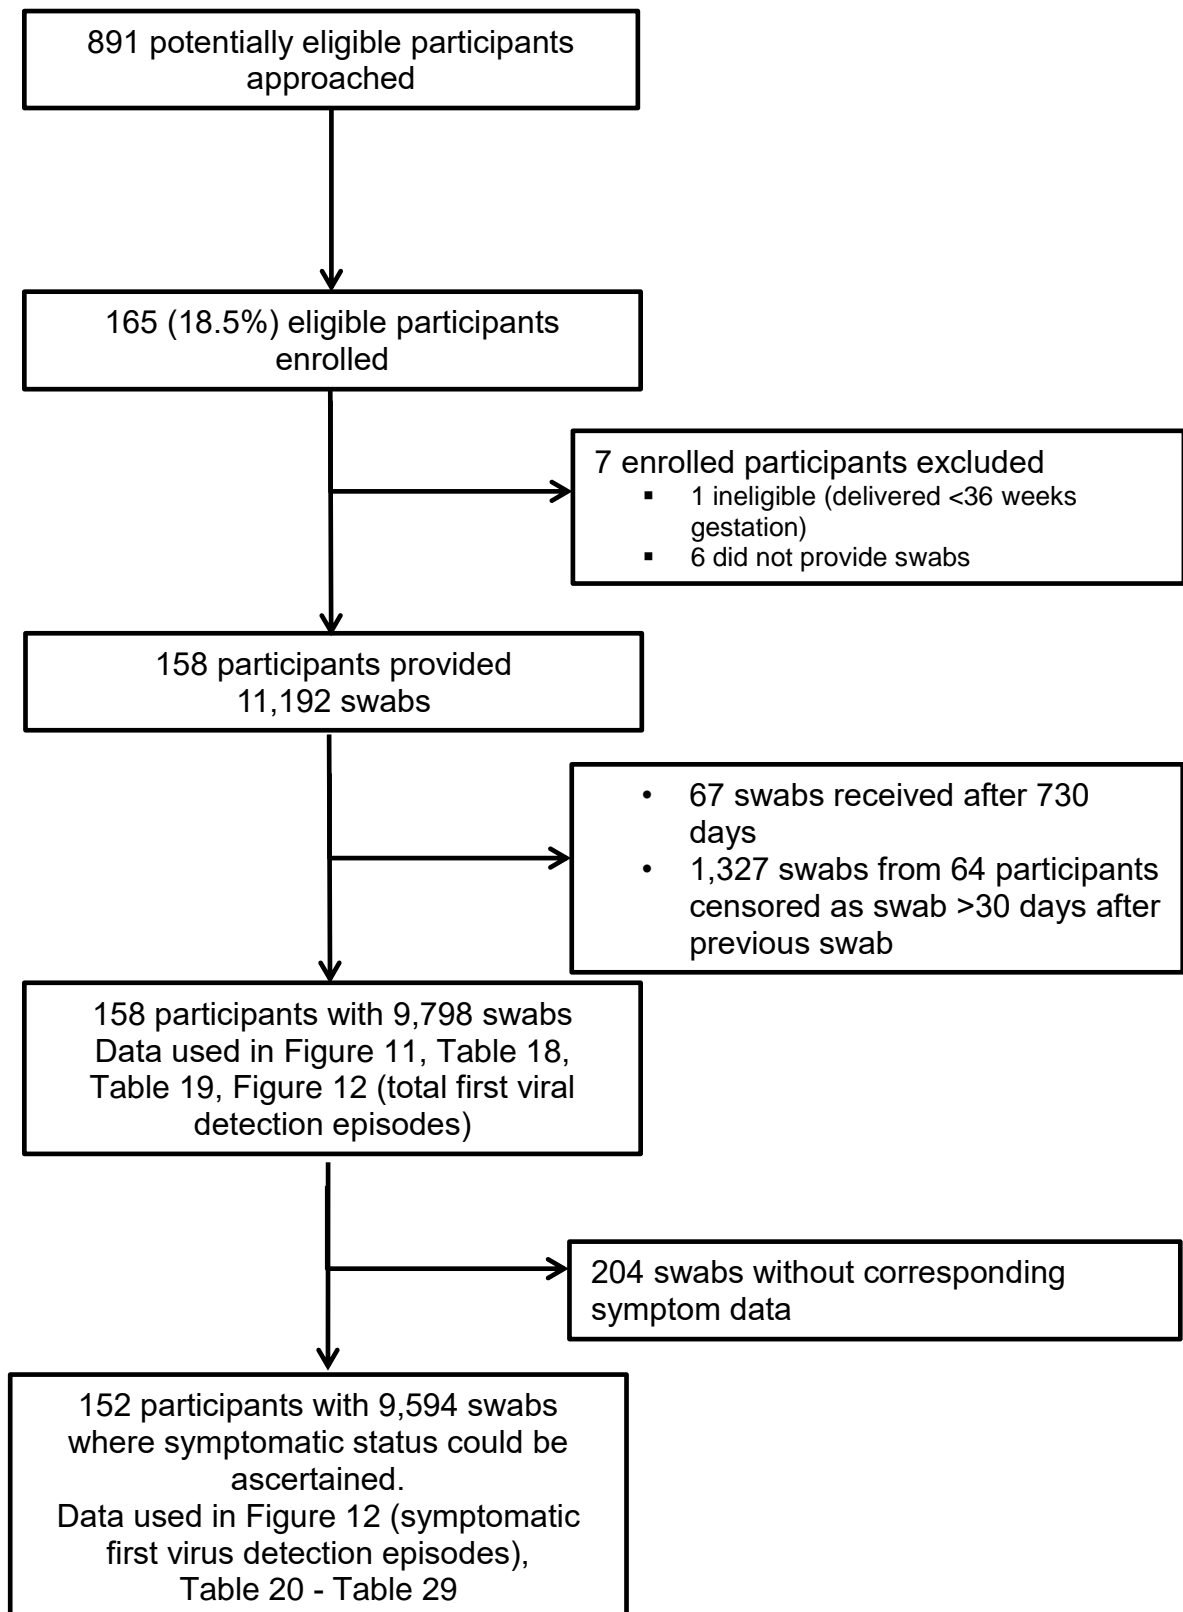 891 potentially eligible participants
approached
165 (18.5%) eligible participants
enrolled
7 enrolled participants excluded
▪ 1 ineligible (delivered <36 weeks
gestation)
▪ 6 did not provide swabs
158 participants provided
11,192 swabs
• 67 swabs received after 730
days
• 1,327 swabs from 64 participants
censored as swab >30 days after
previous swab
158 participants with 9,798 swabs
Data used in Figure 11, Table 18,
Table 19, Figure 12 (total first viral
detection episodes)
204 swabs without corresponding
symptom data
152 participants with 9,594 swabs
where symptomatic status could be
ascertained.
Data used in Figure 12 (symptomatic
first virus detection episodes),
Table 20 - Table 29